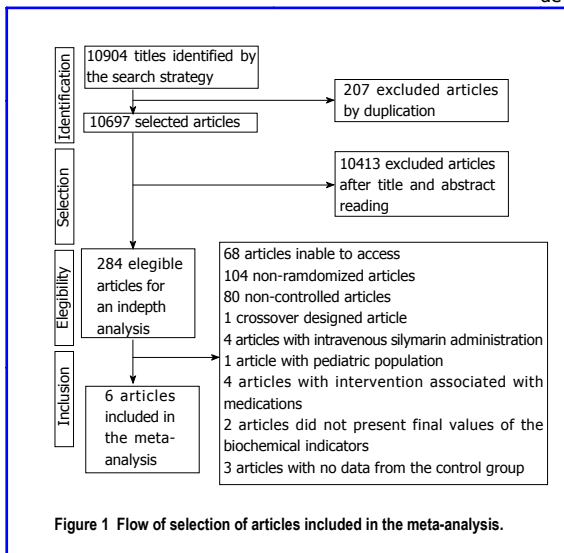 de
Identification
10904 titles identified by
the search strategy
207 excluded articles
by duplication
10697 selected articles
Selection
10413 excluded articles
after title and abstract
reading
Elegibility
284 elegible
articles for
an indepth
analysis
68 articles inable to access
104 non-ramdomized articles
80 non-controlled articles
1 crossover designed article
4 articles with intravenous silymarin administration
1 article with pediatric population
4 articles with intervention associated with
medications
2 articles did not present final values of the
biochemical indicators
3 articles with no data from the control group
Inclusion
6 articles
included in
the meta-
analysis
Figure 1 Flow of selection of articles included in the meta-analysis.